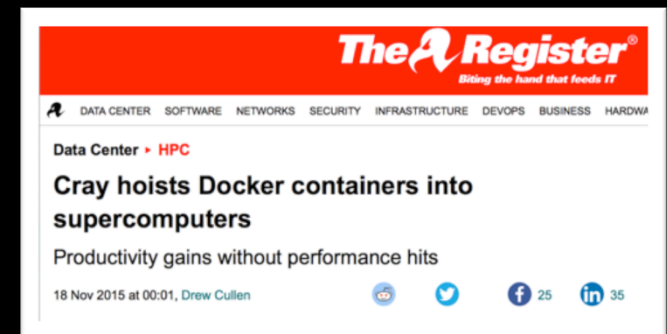 The Register®
Biting the hand that feeds IT
DATA CENTER SOFTWARE NETWORKS SECURITY INFRASTRUCTURE DEVOPS BUSINESS HARDWA
Data Center ▸ HPC
Cray hoists Docker containers into
supercomputers
Productivity gains without performance hits
18 Nov 2015 at 00:01, Drew Cullen 25 35